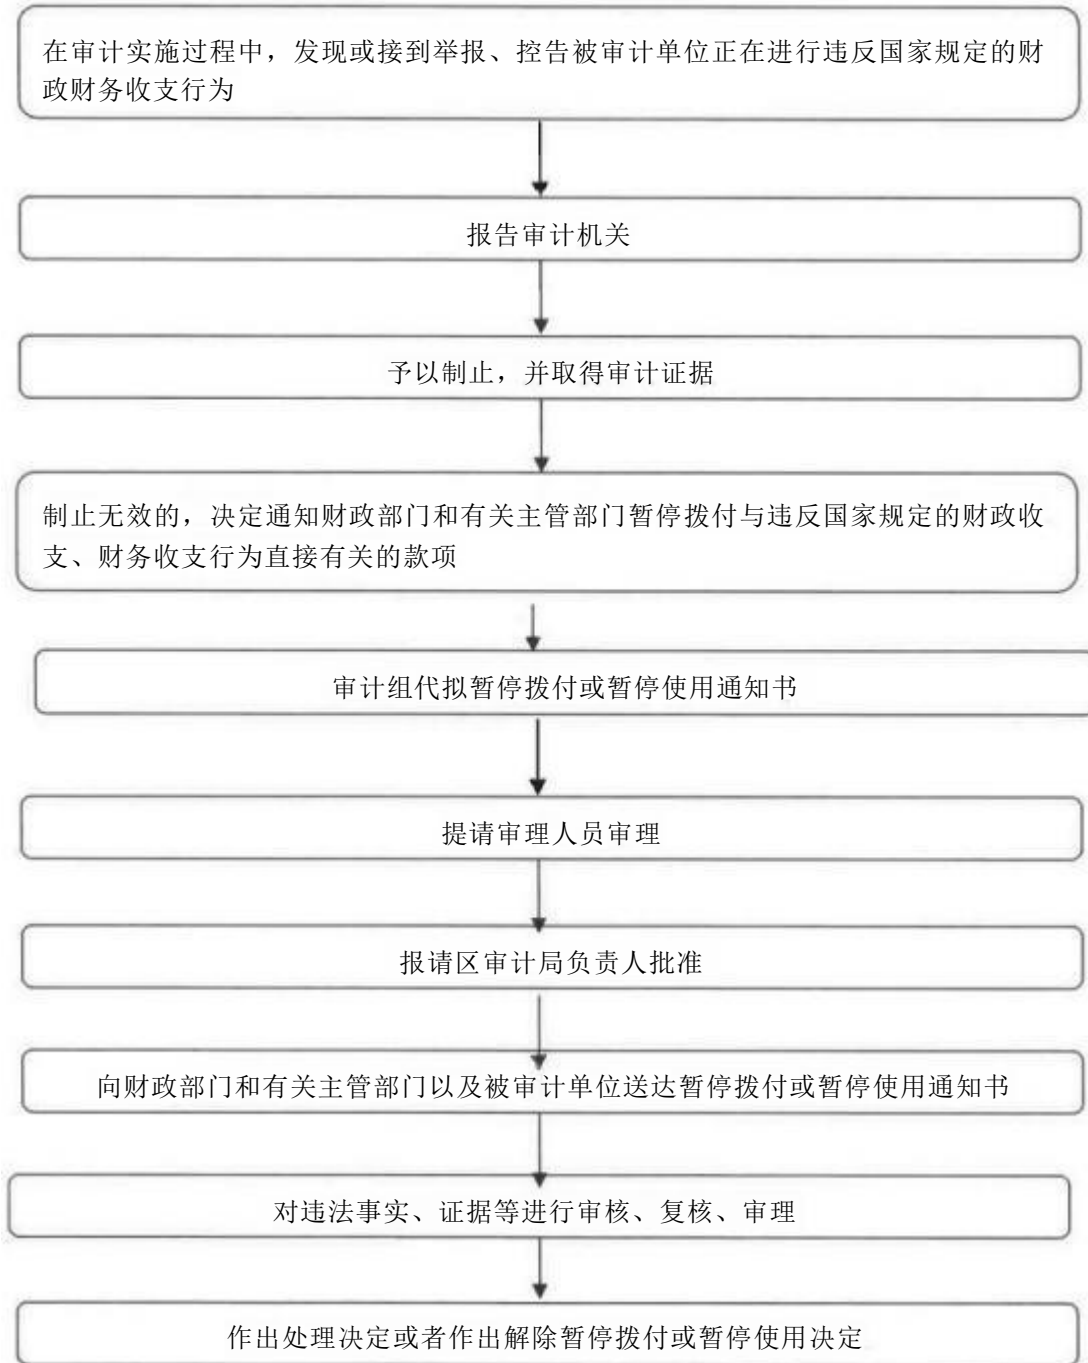 在审计实施过程中，发现或接到举报、控告被审计单位正在进行违反国家规定的财
政财务收支行为
报告审计机关
予以制止，并取得审计证据
制止无效的，决定通知财政部门和有关主管部门暂停拨付与违反国家规定的财政收
支、财务收支行为直接有关的款项
审计组代拟暂停拨付或暂停使用通知书
提请审理人员审理
报请区审计局负责人批准
向财政部门和有关主管部门以及被审计单位送达暂停拨付或暂停使用通知书
对违法事实、证据等进行审核、复核、审理
作出处理决定或者作出解除暂停拨付或暂停使用决定